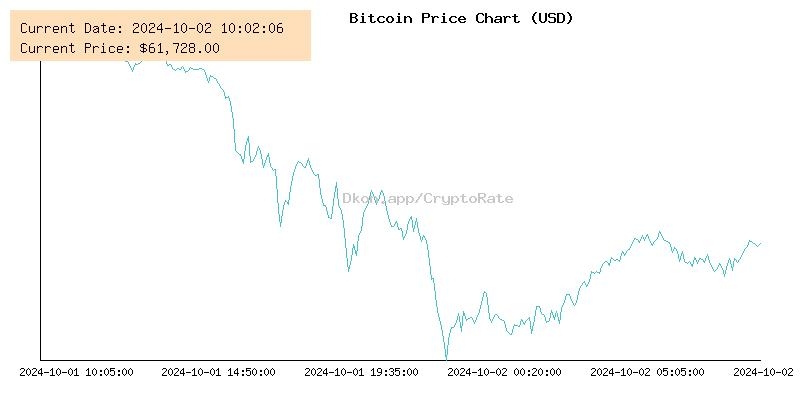 Bitcoin Price Chart (USD)
Current Date: 2024-10-02 10:02:06
Current Price: $61,728.00
Dkon.app/CryptoRate
2024-10-01 10:05:00 2024-10-01 14:50:00 2024-10-01 19:35:00 2024-10-02 00:20:00 2024-10-02 05:05:00 2024-10-02